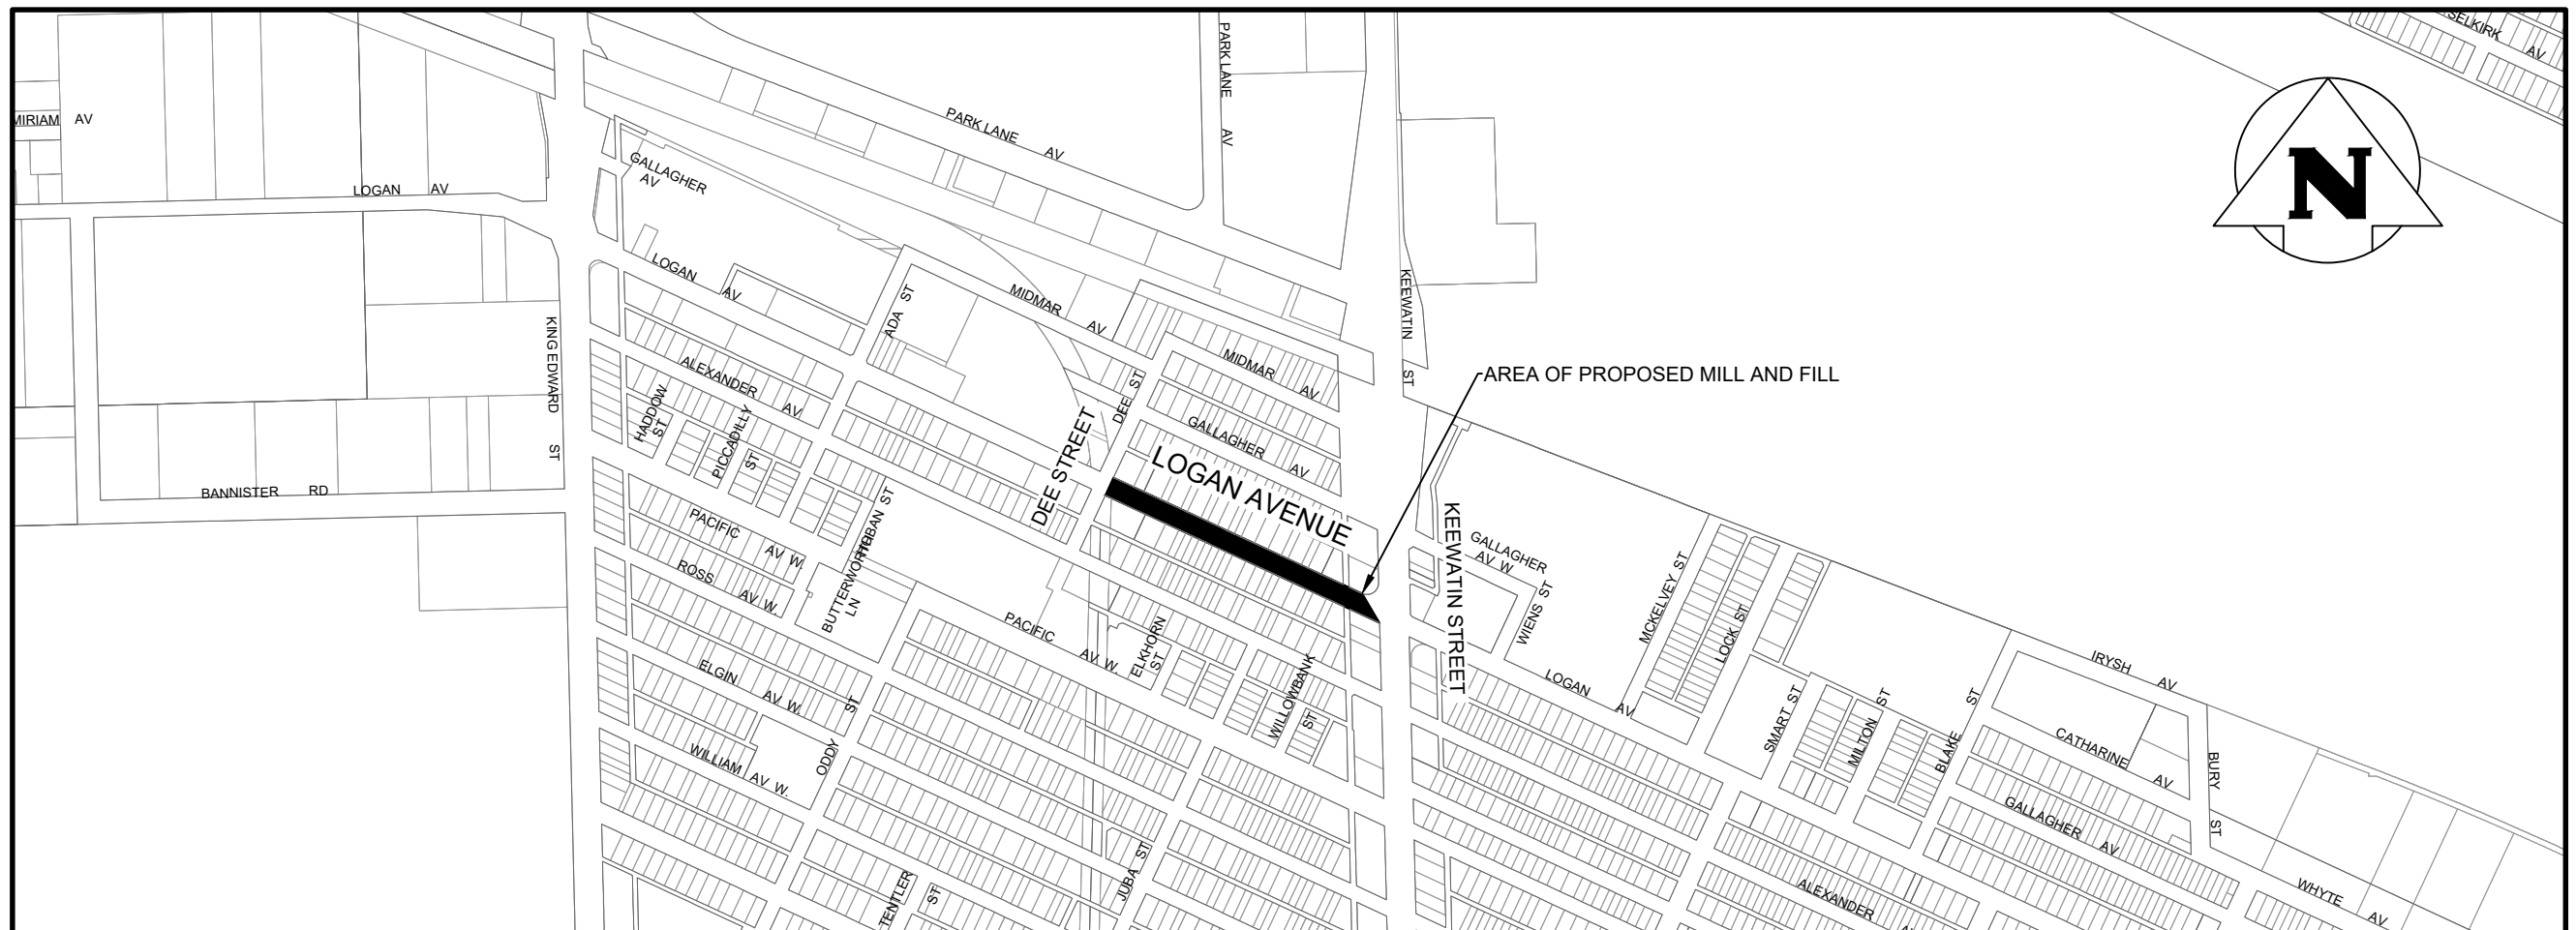 SELKIRK AV
MIRIAM AV
PARK LANE AV
PARK LANE AV
GALLAGHER
AV
LOGAN AV
N
LOGAN AV
ADA ST
MIDMAR AV
KEEWATIN ST
KING EDWARD ST
ALEXANDER AV
MIDMAR AV
AREA OF PROPOSED MILL AND FILL
HADDOW
ST
PICCADILLY
ST
DEE ST
DEE STREET
GALLAGHER AV
LOGAN AVENUE
BANNISTER RD
PACIFIC AV W.
ROSS AV W.
BUTTERWORTH
LN
KEEWATIN STREET
GALLAGHER
AV W
WIENS ST
MCKELVEY ST
LOCK ST
PACIFIC AV W.
ELKHORN
ST
WILLOWBANK
ST
ELGIN AV W.
WILLIAM AV W.
ODDY ST
LOGAN AV
SMART ST
MILTON ST
BLAKE ST
IRYSH AV
CATHARINE AV
BURY ST
GALLAGHER AV
WHYTE AV
ALEXANDER
JUBA ST
TENTLER ST